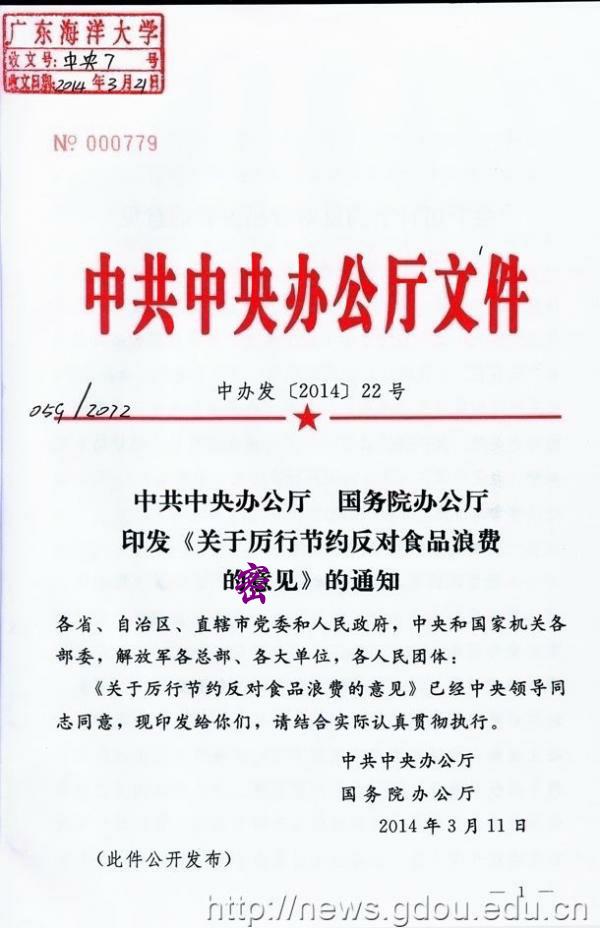 广东海洋大学
收文号:中央7号
收文日期:2014年3月21日
№ 000779
中共中央办公厅文件
中办发〔2014〕22号
059/2022
中共中央办公厅 国务院办公厅
印发《关于厉行节约反对食品浪费
的意见》的通知
密
各省、自治区、直辖市党委和人民政府，中央和国家机关各
部委，解放军各总部、各大单位，各人民团体：
《关于厉行节约反对食品浪费的意见》已经中央领导同
志同意，现印发给你们，请结合实际认真贯彻执行。
中共中央办公厅
国务院办公厅
2014年3月11日
（此件公开发布）
— 1 —
http://news.gdou.edu.cn